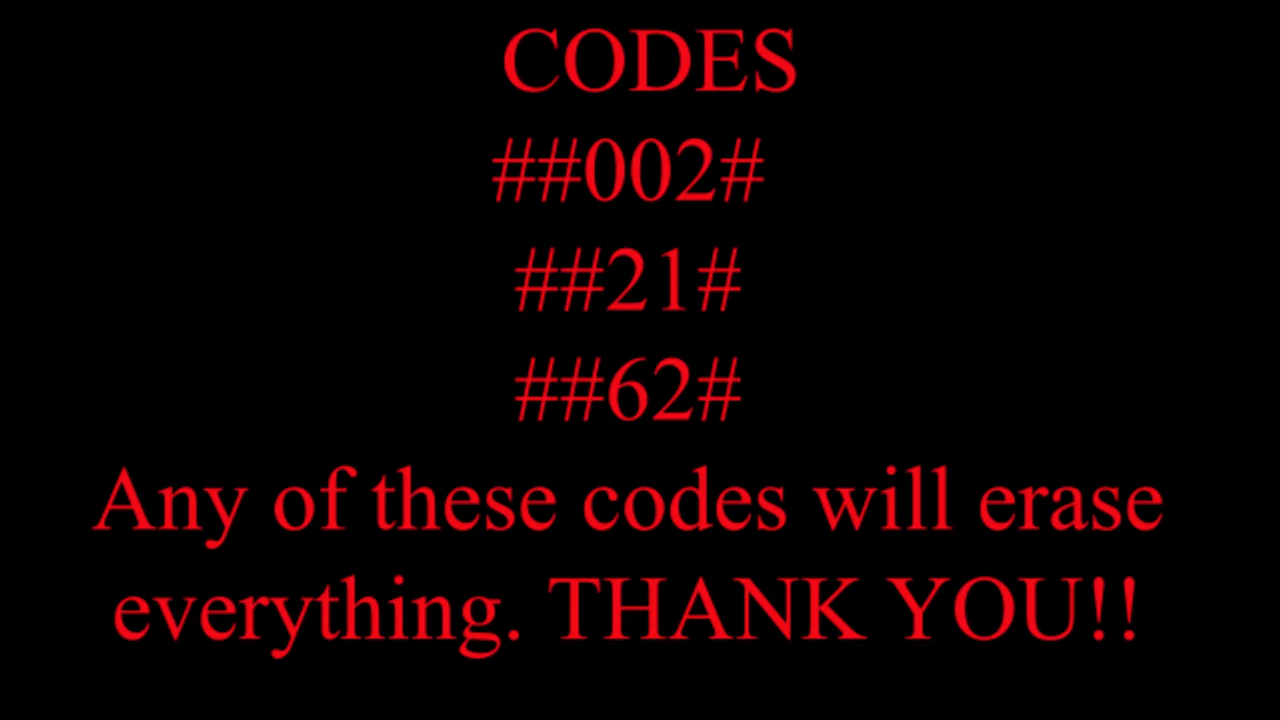 CODES
##002#
##21#
##62#
Any of these codes will erase
everything. THANK YOU!!